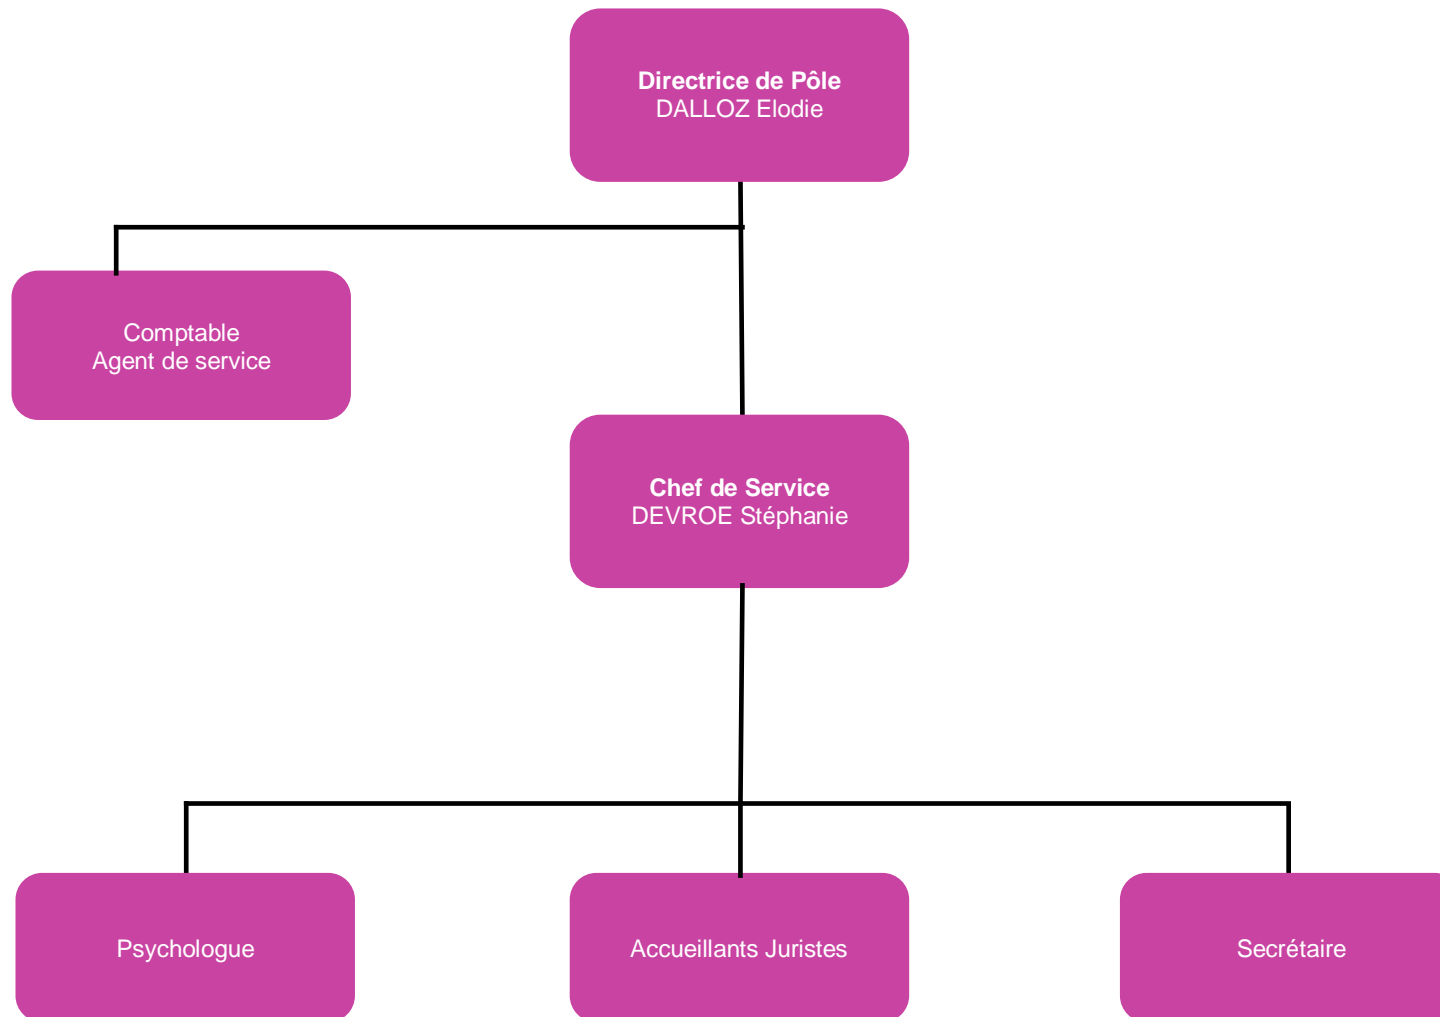 Directrice de Pôle
DALLOZ Elodie
Comptable
Agent de service
Chef de Service
DEVROE Stéphanie
Psychologue
Accueillants Juristes
Secrétaire